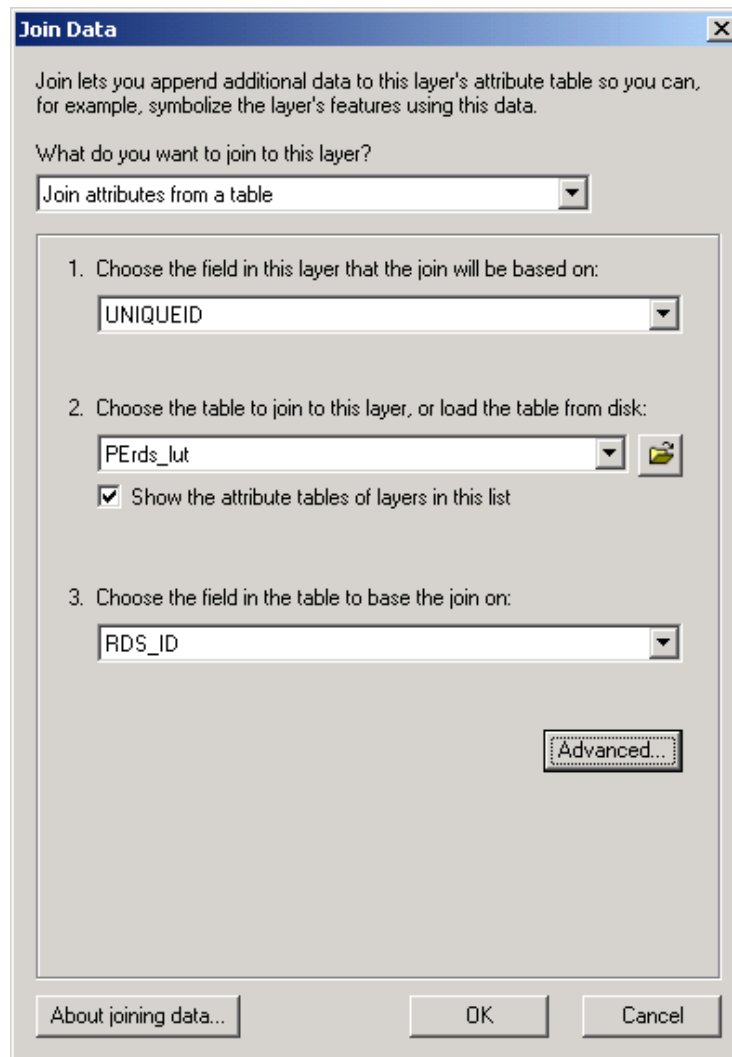 Join Data
Join lets you append additional data to this layer's attribute table so you can,
for example, symbolize the layer's features using this data.
What do you want to join to this layer?
Join attributes from a table
1. Choose the field in this layer that the join will be based on:
UNIQUEID
2. Choose the table to join to this layer, or load the table from disk:
PErds_lut
Show the attribute tables of layers in this list
3. Choose the field in the table to base the join on:
RDS_ID
Advanced...
About joining data...
OK
Cancel